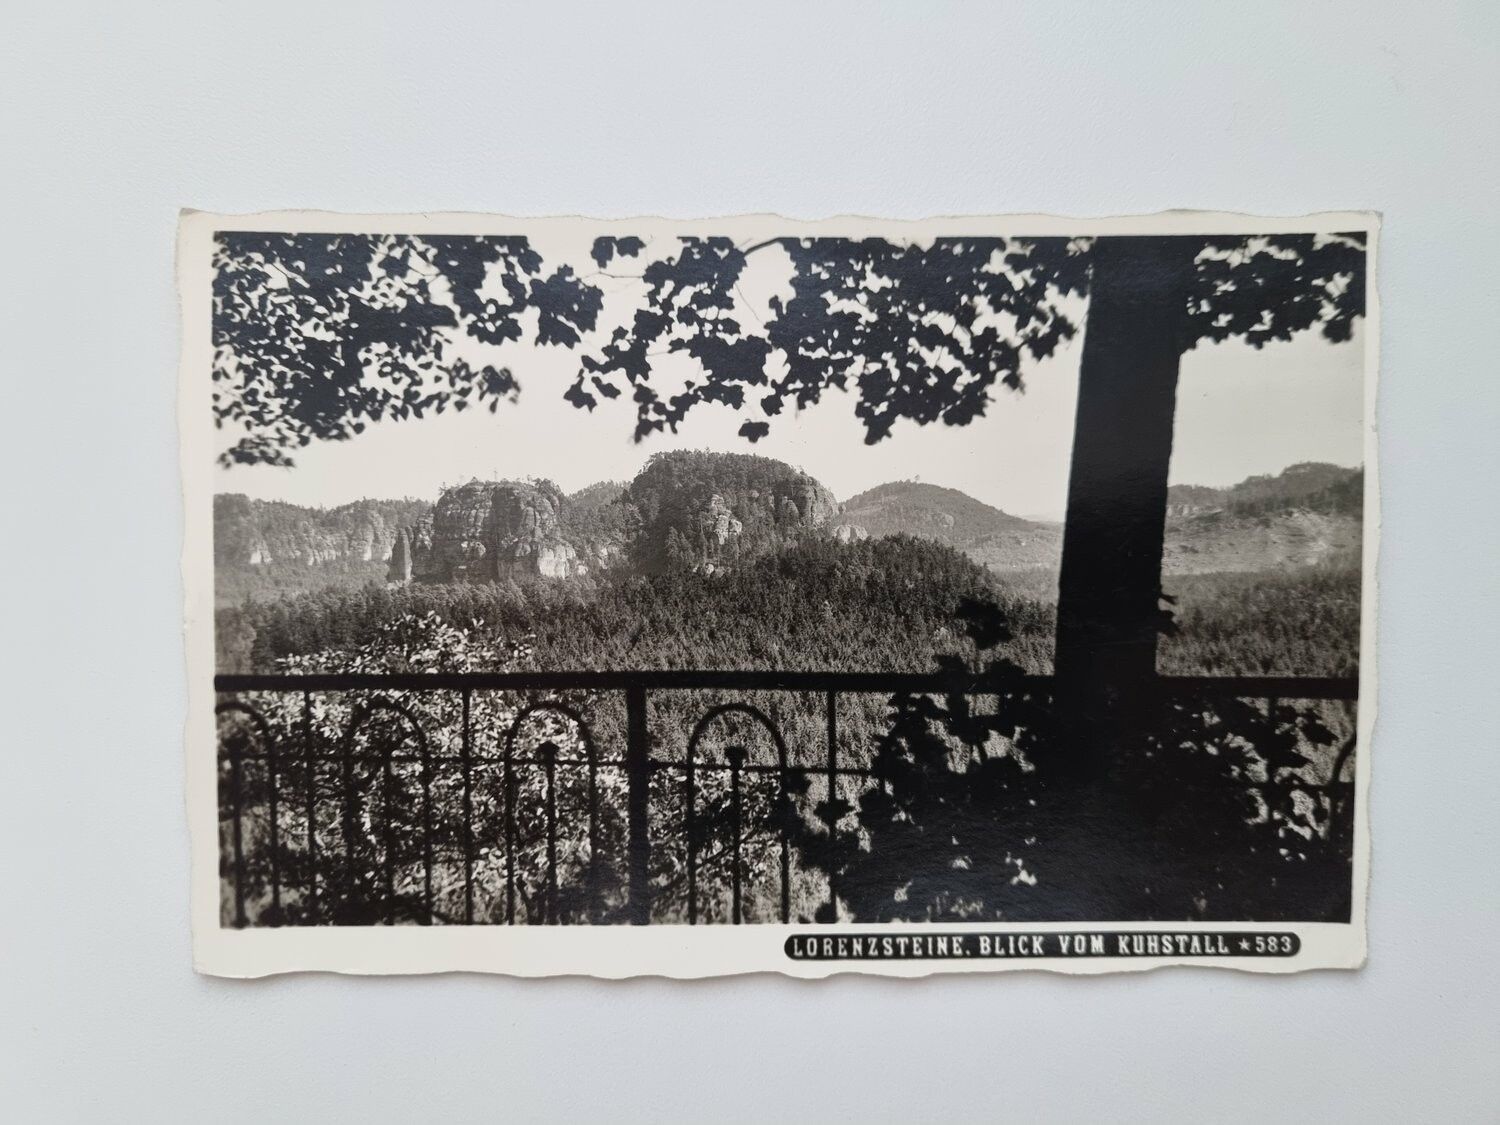 LORENZSTEINE. BLICK VOM KUHSTALL ★583